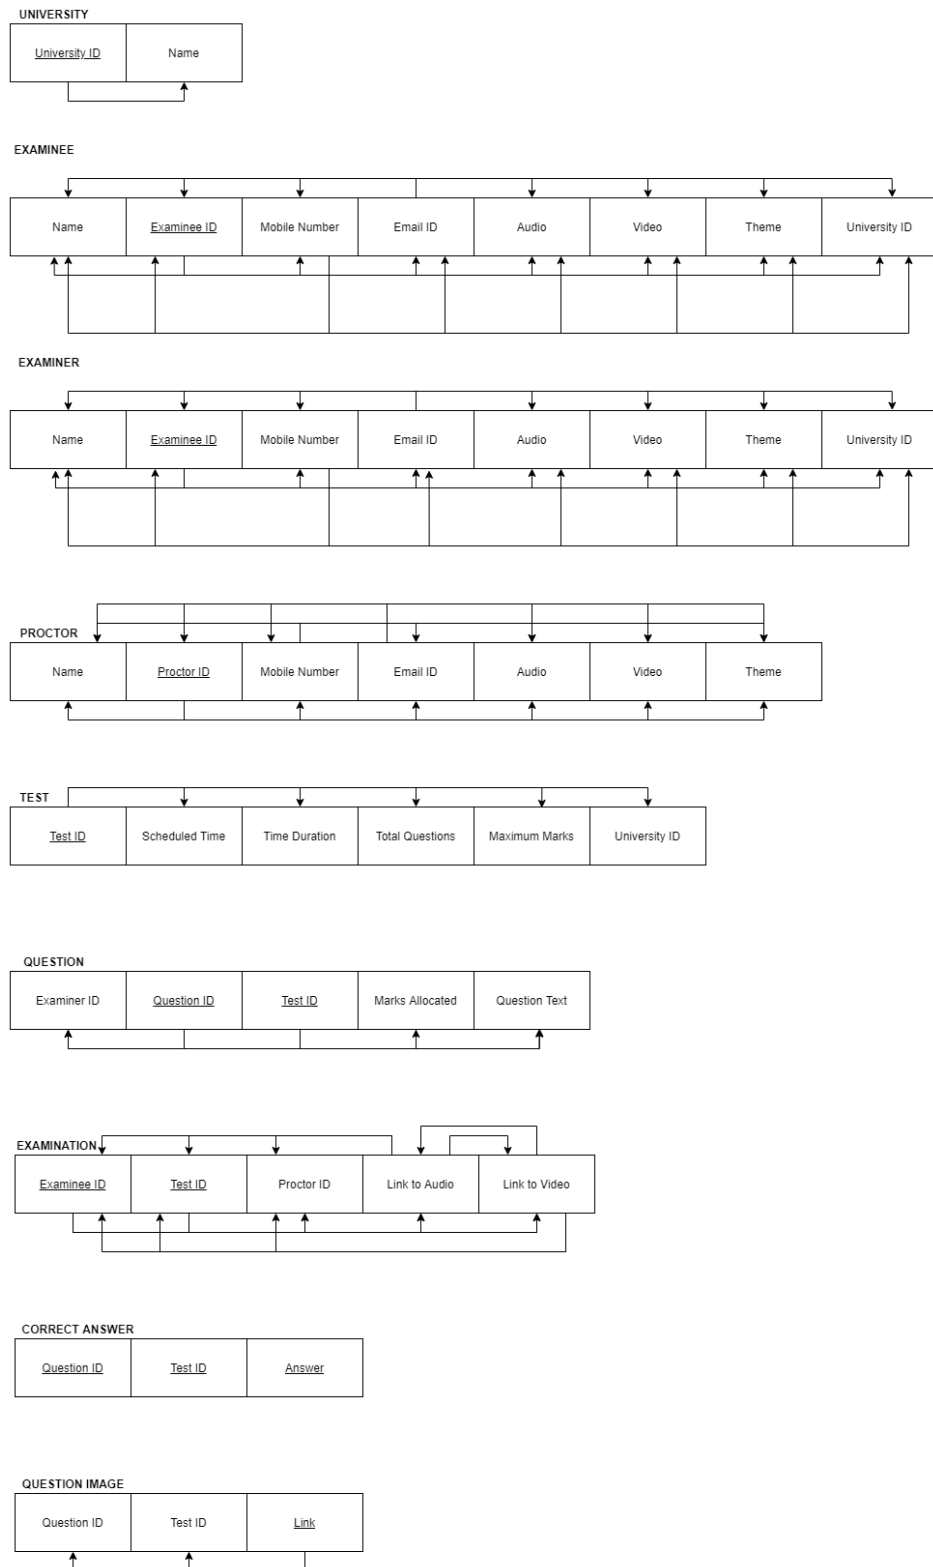 UNIVERSITY
University ID Name
EXAMINEE
Name Examinee ID Mobile Number Email ID Audio Video Theme University ID
EXAMINER
Name Examinee ID Mobile Number Email ID Audio Video Theme University ID
PROCTOR
Name Proctor ID Mobile Number Email ID Audio Video Theme
TEST
Test ID Scheduled Time Time Duration Total Questions Maximum Marks University ID
QUESTION
Examiner ID Question ID Test ID Marks Allocated Question Text
EXAMINATION
Examinee ID Test ID Proctor ID Link to Audio Link to Video
CORRECT ANSWER
Question ID Test ID Answer
QUESTION IMAGE
Question ID Test ID Link